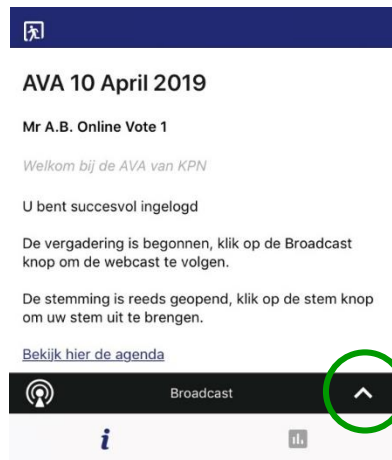 AVA 10 April 2019
Mr A.B. Online Vote 1
Welkom bij de AVA van KPN
U bent succesvol ingelogd
De vergadering is begonnen, klik op de Broadcast
knop om de webcast te volgen.
De stemming is reeds geopend, klik op de stem knop
om uw stem uit te brengen.
Bekijk hier de agenda
Broadcast
i